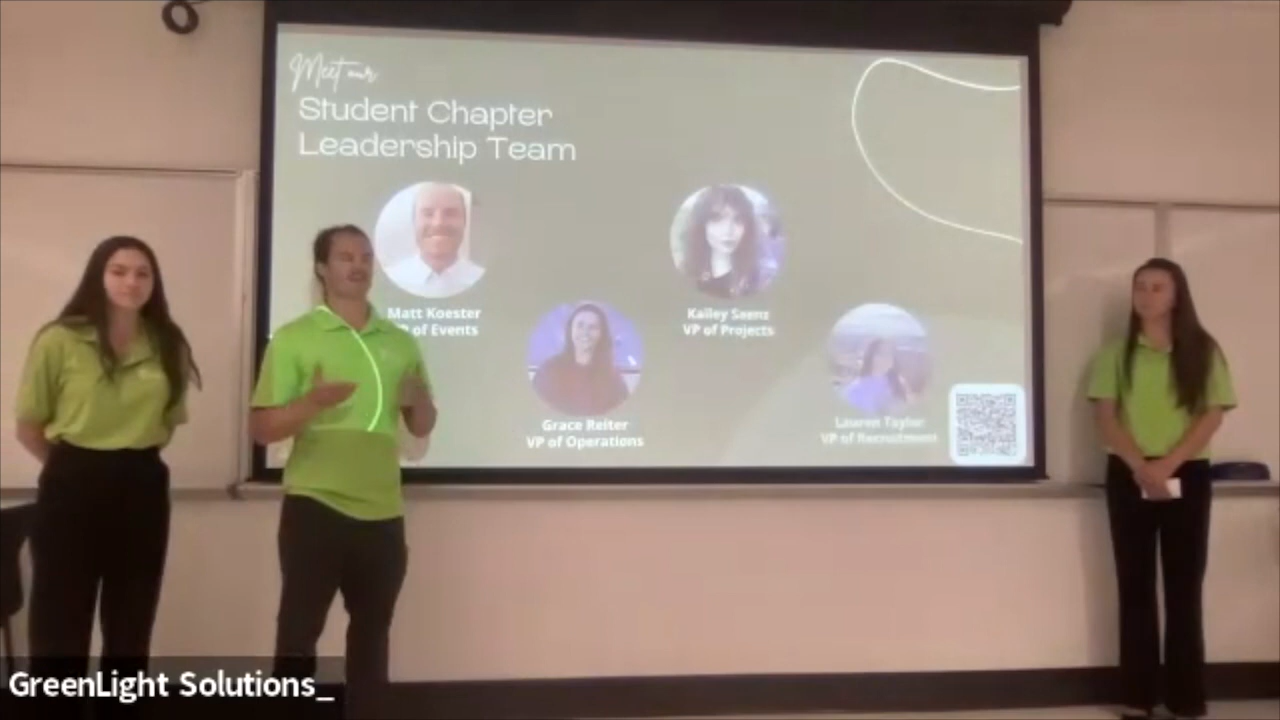 Meet our
Student Chapter
Leadership Team
Matt Koester
P of Events
Kailey Saenz
VP of Projects
Grace Reiter
VP of Operations
Lauren Taylor
VP of Recruitment
GreenLight Solutions_